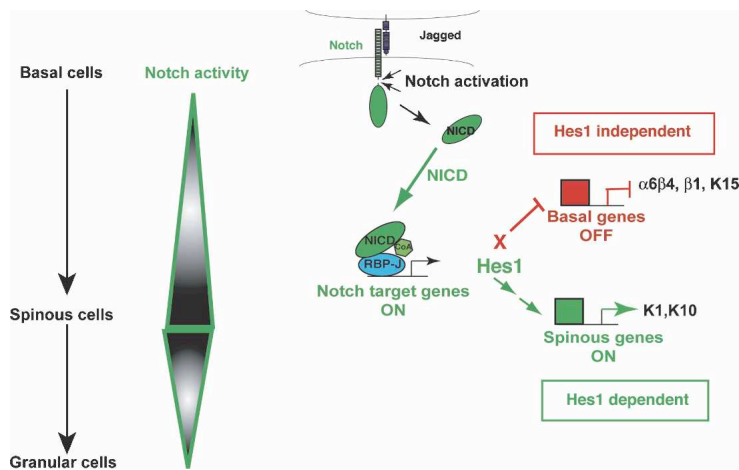 Basal cells
Notch activity
Notch
Jagged
Notch activation
NICD
NICD
Hes1 independent
α6β4, β1, K15
Basal genes
OFF
NICD
CoA
RBP-J
Notch target genes
ON
X
Hes1
Spinous cells
K1,K10
Spinous genes
ON
Hes1 dependent
Granular cells